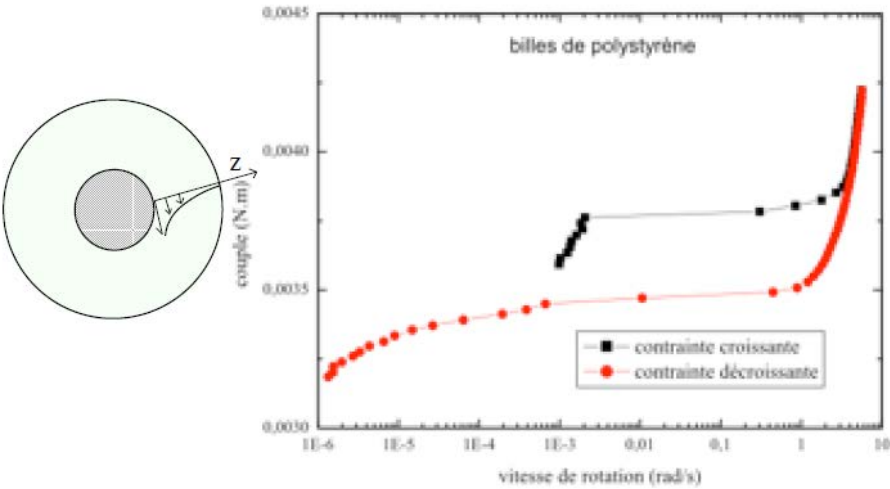 Z
billes de polystyrène
couple (N.m)
0,0045
0,0040
0,0035
0,0030
contrainte croissante
contrainte décroissante
1E-6 1E-5 1E-4 1E-3 0,01 0,1 1 10
vitesse de rotation (rad/s)